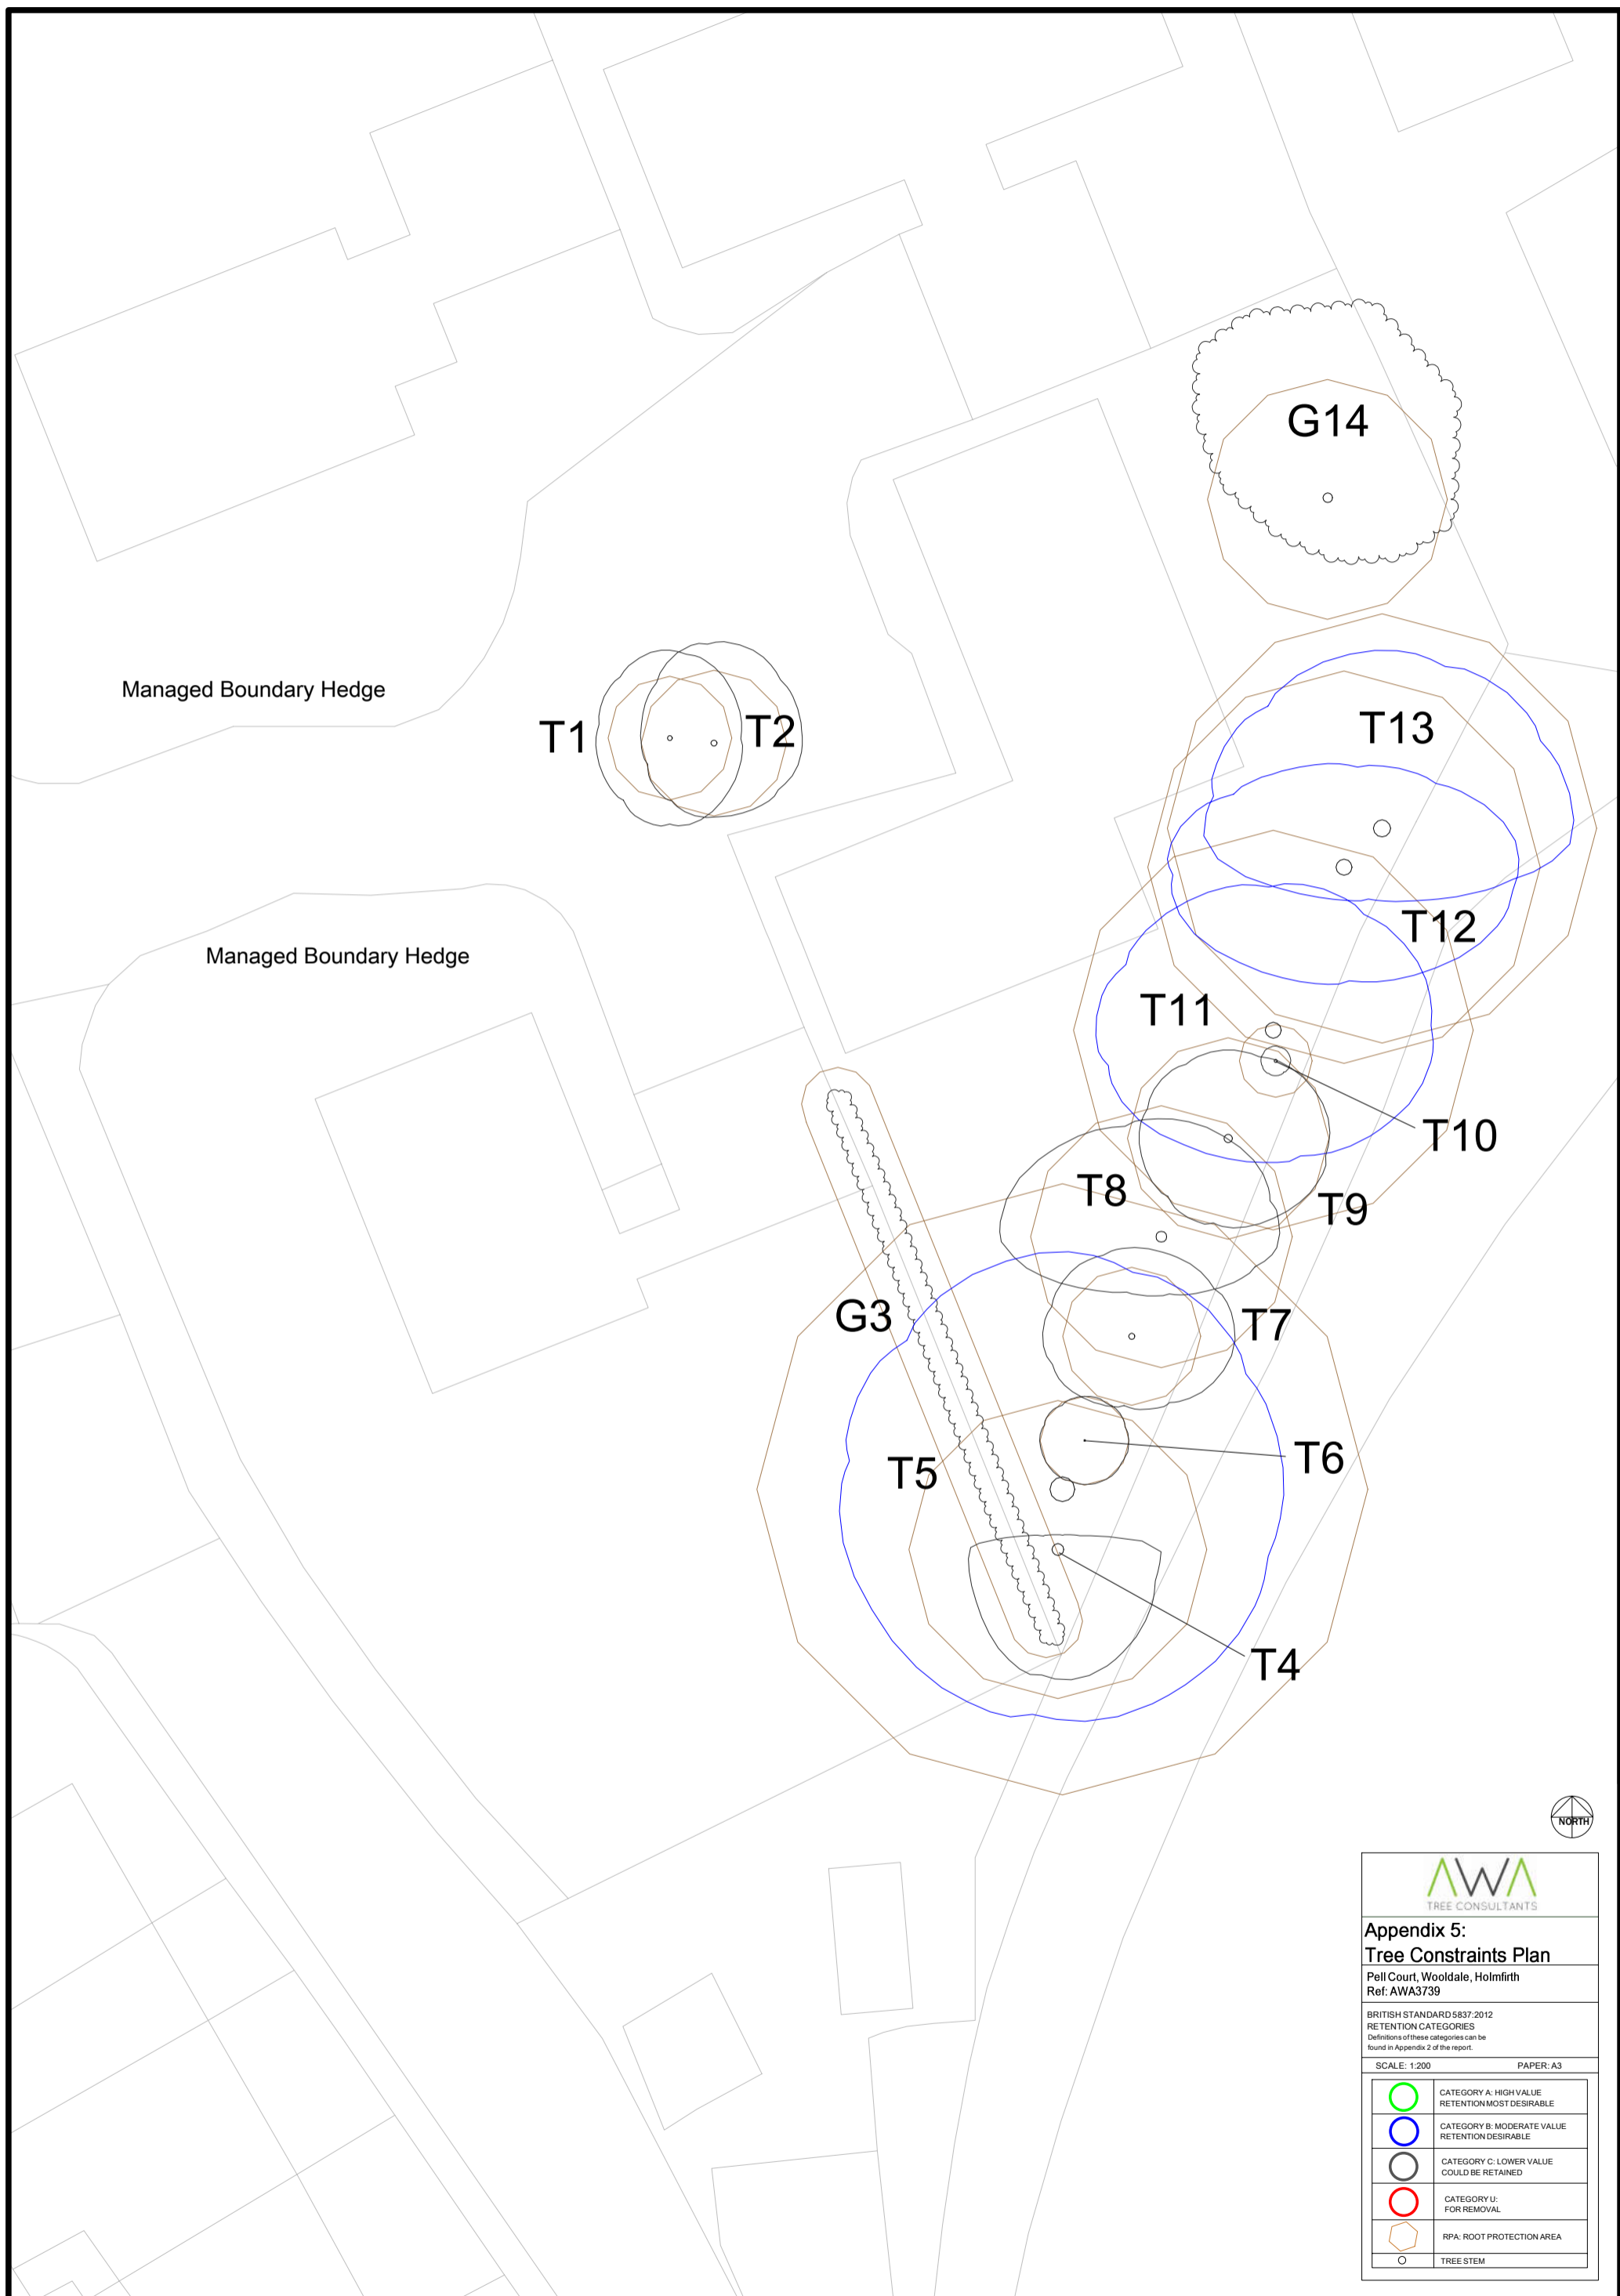 G14
Managed Boundary Hedge
T1
T2
T13
T12
Managed Boundary Hedge
T11
T10
T8
T9
G3
T7
T5
T6
T4
NORTH
AWA
TREE CONSULTANTS
Appendix 5:
Tree Constraints Plan
Pell Court, Wooldale, Holmfirth
Ref: AWA3739
BRITISH STANDARD 5837:2012
RETENTION CATEGORIES
Definitions of these categories can be
found in Appendix 2 of the report.
SCALE: 1:200 PAPER: A3
CATEGORY A: HIGH VALUE
RETENTION MOST DESIRABLE
CATEGORY B: MODERATE VALUE
RETENTION DESIRABLE
CATEGORY C: LOWER VALUE
COULD BE RETAINED
CATEGORY U:
FOR REMOVAL
RPA: ROOT PROTECTION AREA
TREE STEM